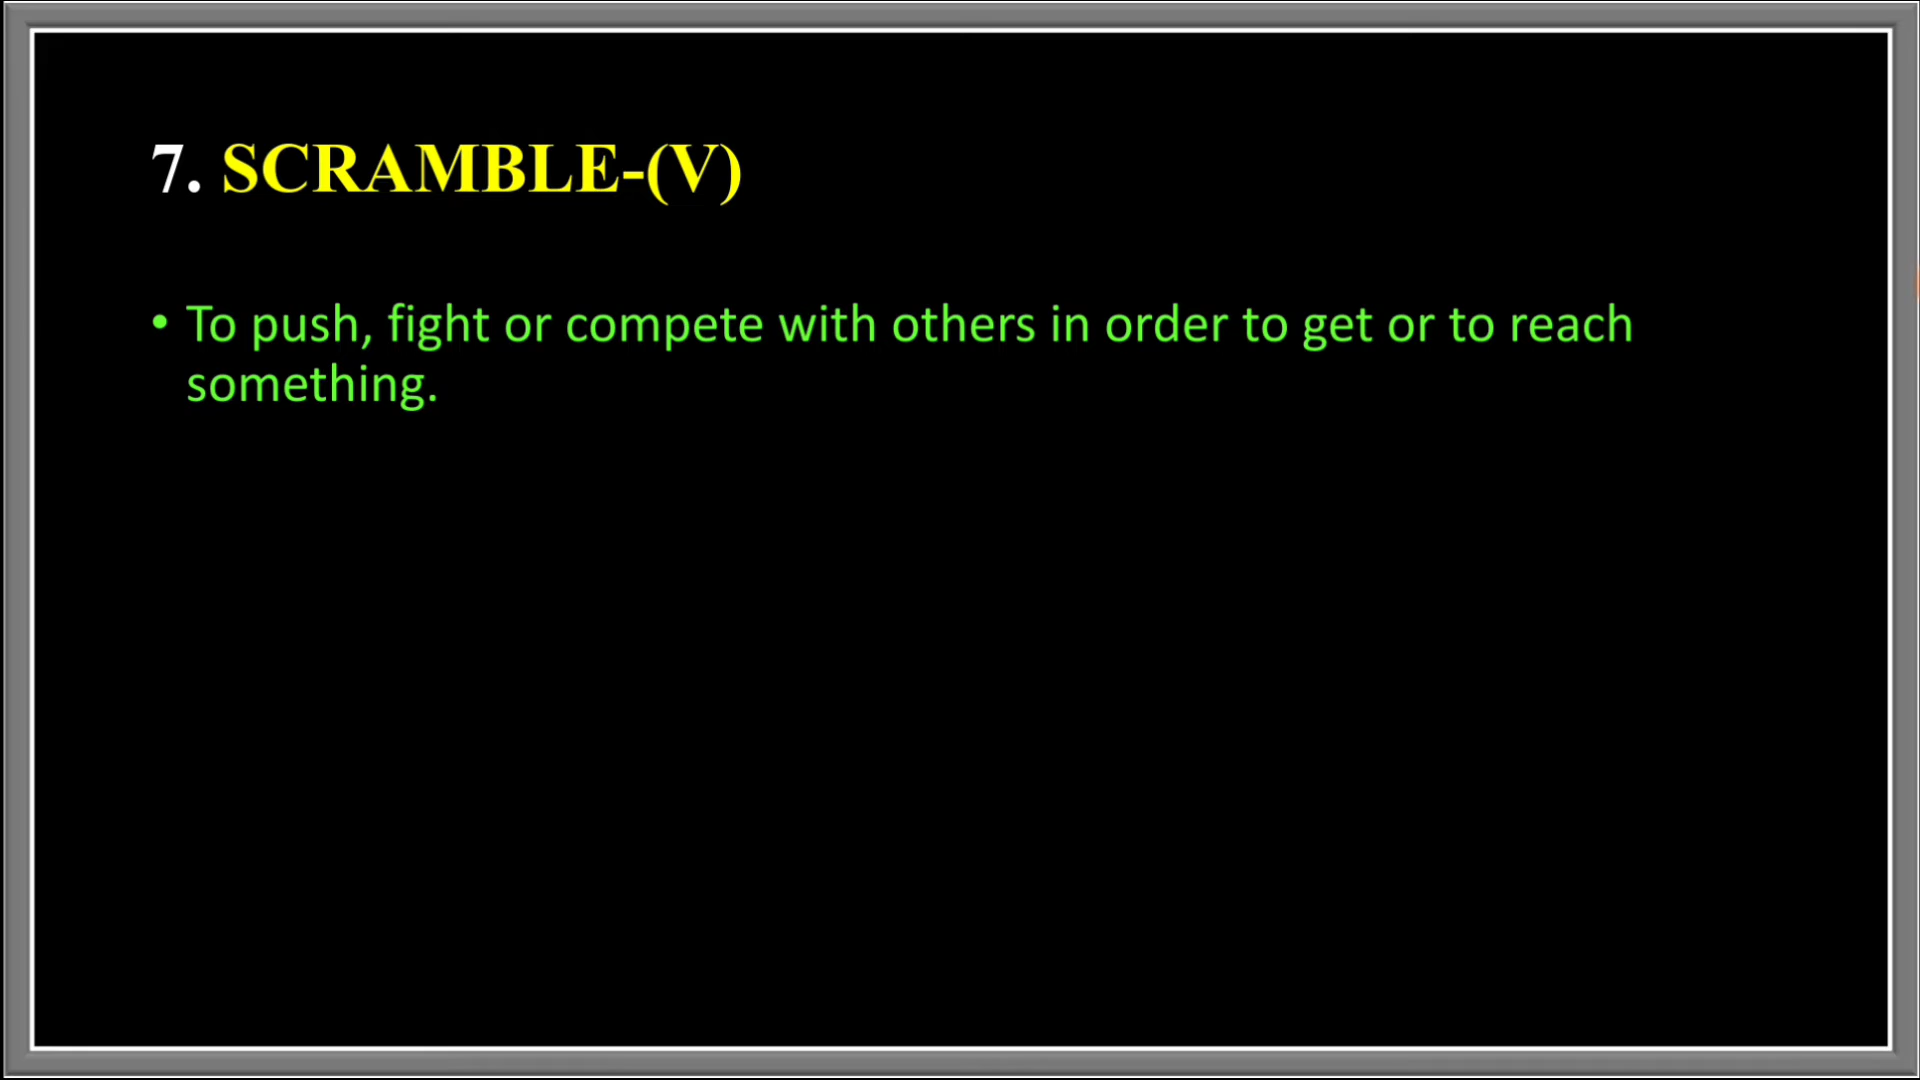 7. SCRAMBLE-(V)
• To push, fight or compete with others in order to get or to reach
something.